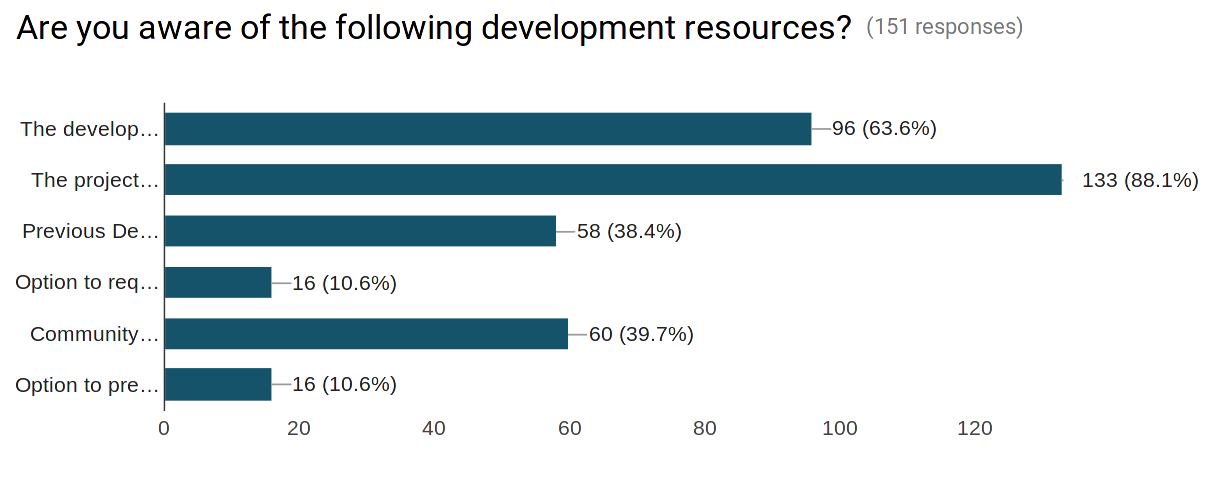 Are you aware of the following development resources? (151 responses)
The develop… 96 (63.6%)
The project… 133 (88.1%)
Previous De… 58 (38.4%)
Option to req… 16 (10.6%)
Community… 60 (39.7%)
Option to pre… 16 (10.6%)
0 20 40 60 80 100 120